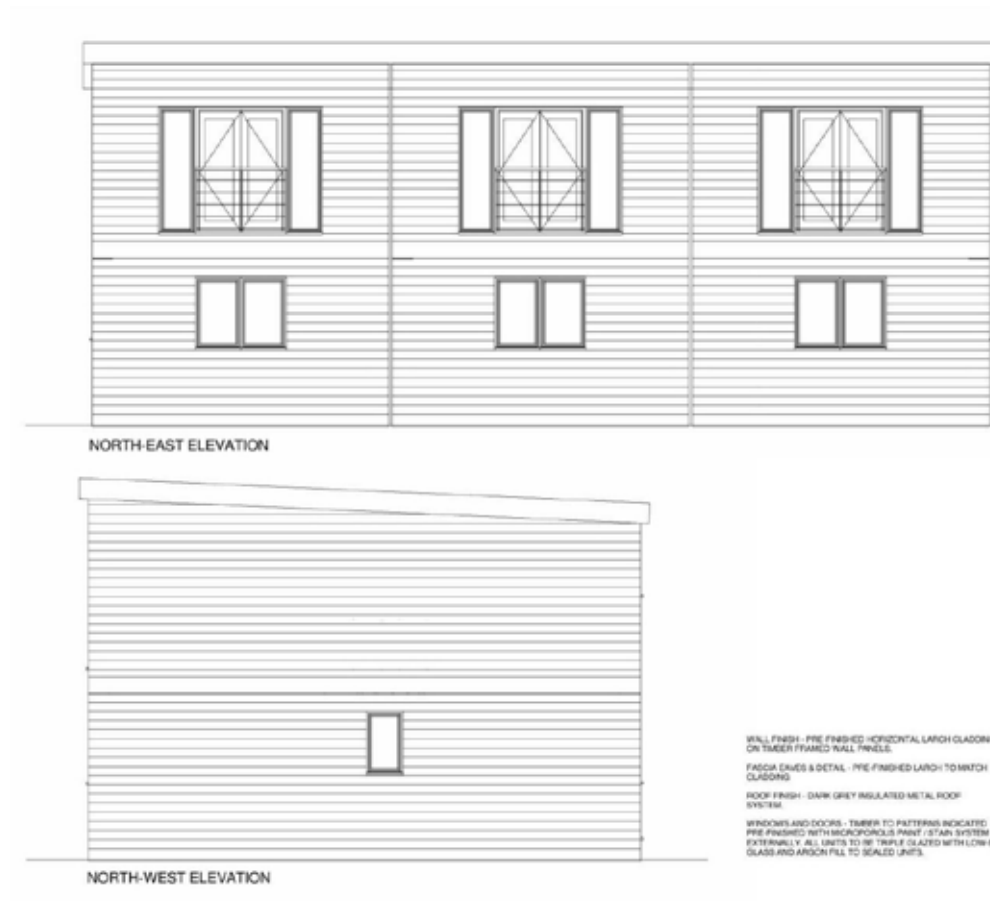 NORTH-EAST ELEVATION
NORTH-WEST ELEVATION
WALL FINISH - PRE FINISHED HORIZONTAL LARCH CLADDIN
ON TIMBER FRAMED WALL PANELS.
FASCIA EAVES & DETAIL - PRE-FINISHED LARCH TO MATCH
CLADDING
ROOF FINISH - DARK GREY INSULATED METAL ROOF
SYSTEM.
WINDOWS AND DOORS - TIMBER TO PATTERNS INDICATED
PRE-FINISHED WITH MICROPOROUS PAINT / STAIN SYSTEM
EXTERNALLY. ALL UNITS TO BE TRIPLE GLAZED WITH LOW-
GLASS AND ARGON FILL TO SEALED UNITS.